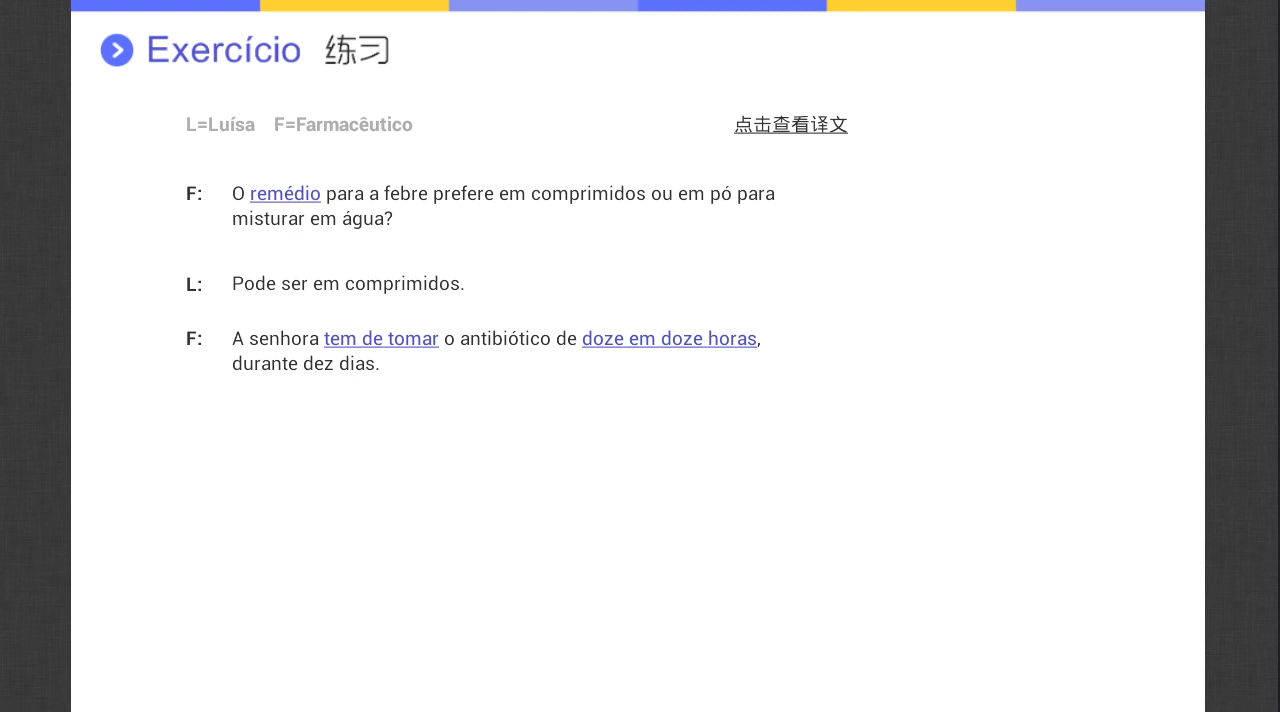 Exercício 练习
L=Luísa F=Farmacêutico 点击查看译文
F: O remédio para a febre prefere em comprimidos ou em pó para
misturar em água?
L: Pode ser em comprimidos.
F: A senhora tem de tomar o antibiótico de doze em doze horas,
durante dez dias.